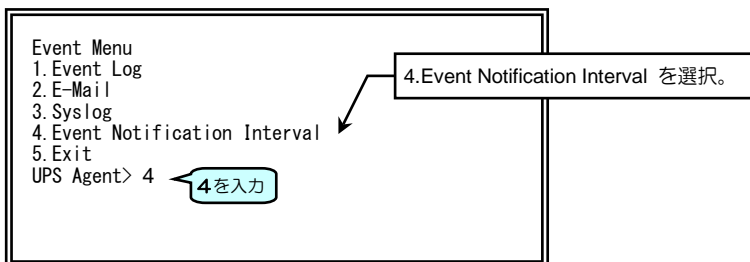 Event Menu
1.Event Log
2.E-Mail
3.Syslog
4.Event Notification Interval
5.Exit
UPS Agent> 4
4を入力
4.Event Notification Interval を選択。